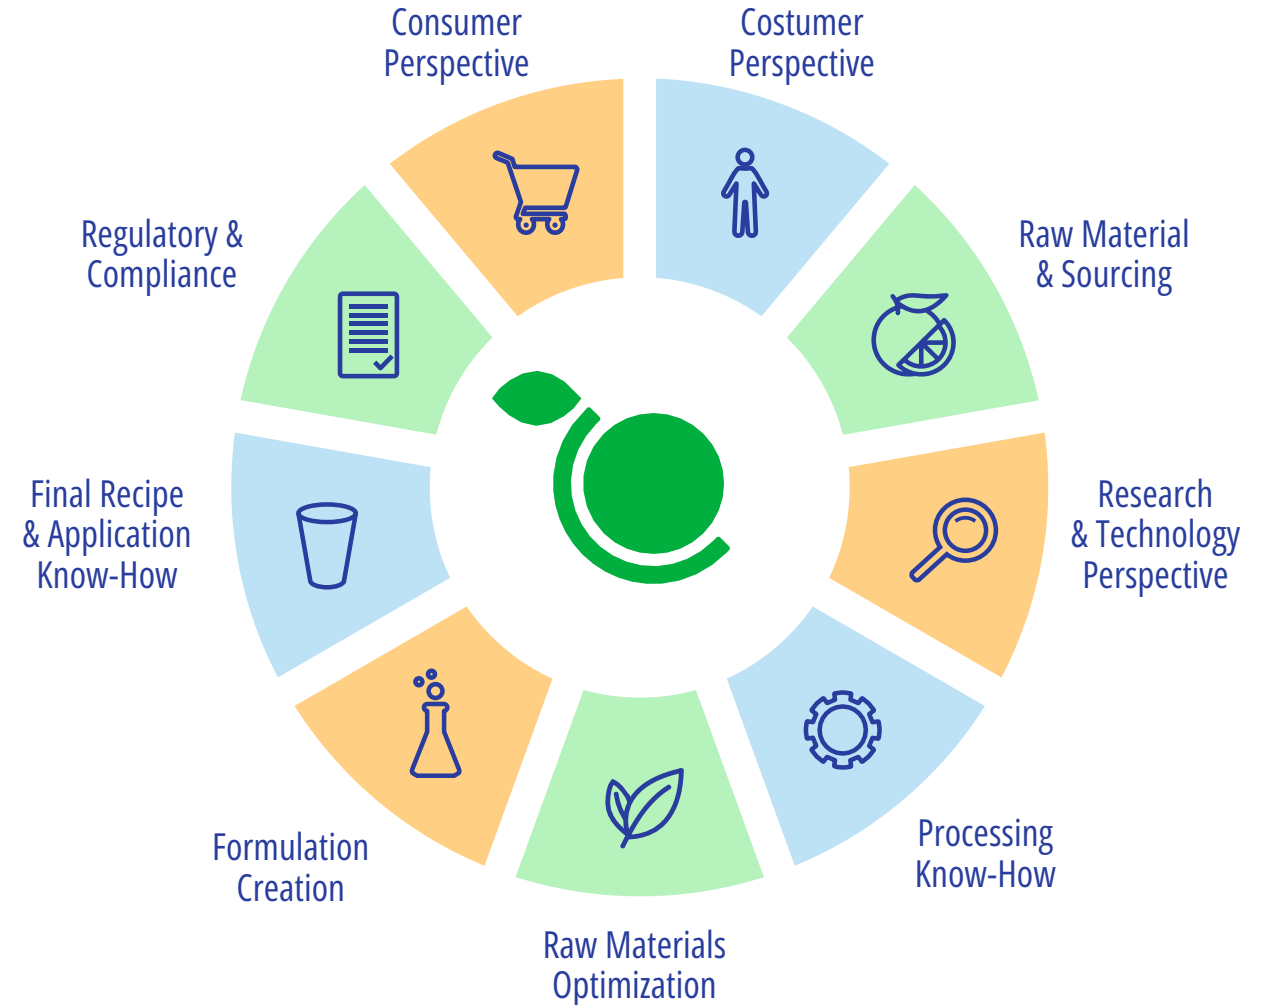 Consumer
Perspective
Costumer
Perspective
Regulatory &
Compliance
Raw Material
& Sourcing
Final Recipe
& Application
Know-How
Research
& Technology
Perspective
Formulation
Creation
Processing
Know-How
Raw Materials
Optimization